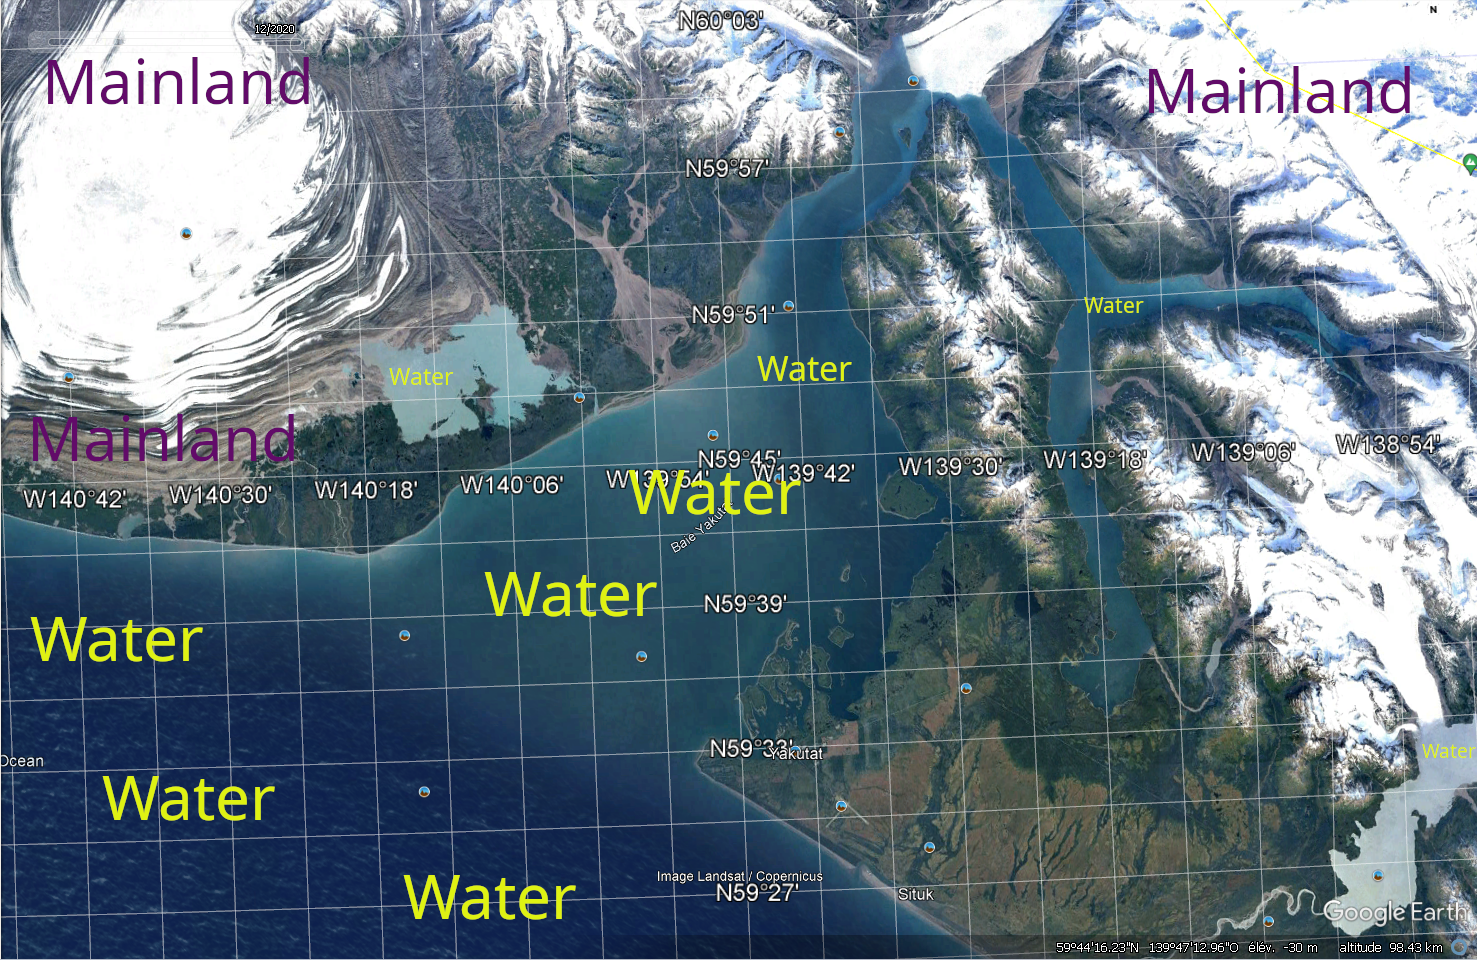 N60°03'
12/2020
N
Mainland
Mainland
N59°57'
N59°51'
Water
Water
Water
Mainland
W140°42'
W140°30'
W140°18'
W140°06'
W139°54'
N59°45'
W139°42'
W139°30'
W139°18'
W139°06'
W138°54'
Water
Baie Yakutat
Water
N59°39'
Water
N59°33'
Yakutat
Water
Ocean
Water
Image Landsat / Copernicus
N59°27'
Water
Situk
Google Earth
59°44'16.23"N 139°47'12.96"O élév. -30 m altitude 98.43 km